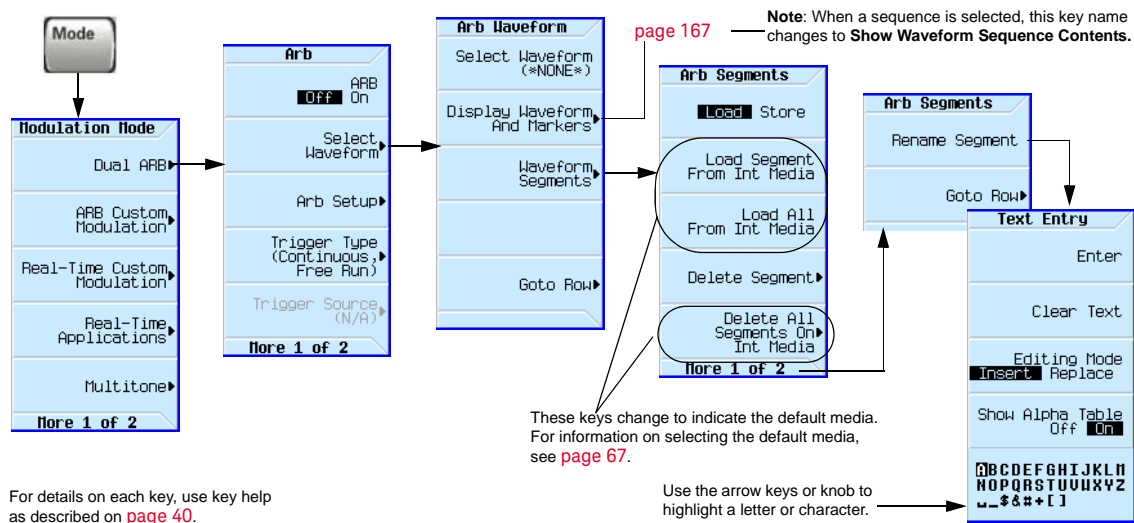 Mode
Modulation Mode
Dual ARB
ARB Custom
Modulation
Real-Time Custom
Modulation
Real-Time
Applications
Multitone
More 1 of 2
Arb
ARB
Off On
Select
Waveform
Arb Setup
Trigger Type
(Continuous,
Free Run)
Trigger Source
(N/A)
More 1 of 2
Arb Waveform
Select Waveform
(*NONE*)
Display Waveform
And Markers
Waveform
Segments
Goto Row
page 167
Note: When a sequence is selected, this key name
changes to Show Waveform Sequence Contents.
Arb Segments
Load Store
Load Segment
From Int Media
Load All
From Int Media
Delete Segment
Delete All
Segments On
Int Media
More 1 of 2
Arb Segments
Rename Segment
Goto Row
Text Entry
Enter
Clear Text
Editing Mode
Insert Replace
Show Alpha Table
Off On
ABCDEFGHIJKLM
NOPQRSTUVWXYZ
␣_$&#+[]
These keys change to indicate the default media.
For information on selecting the default media,
see page 67.
Use the arrow keys or knob to
highlight a letter or character.
For details on each key, use key help
as described on page 40.